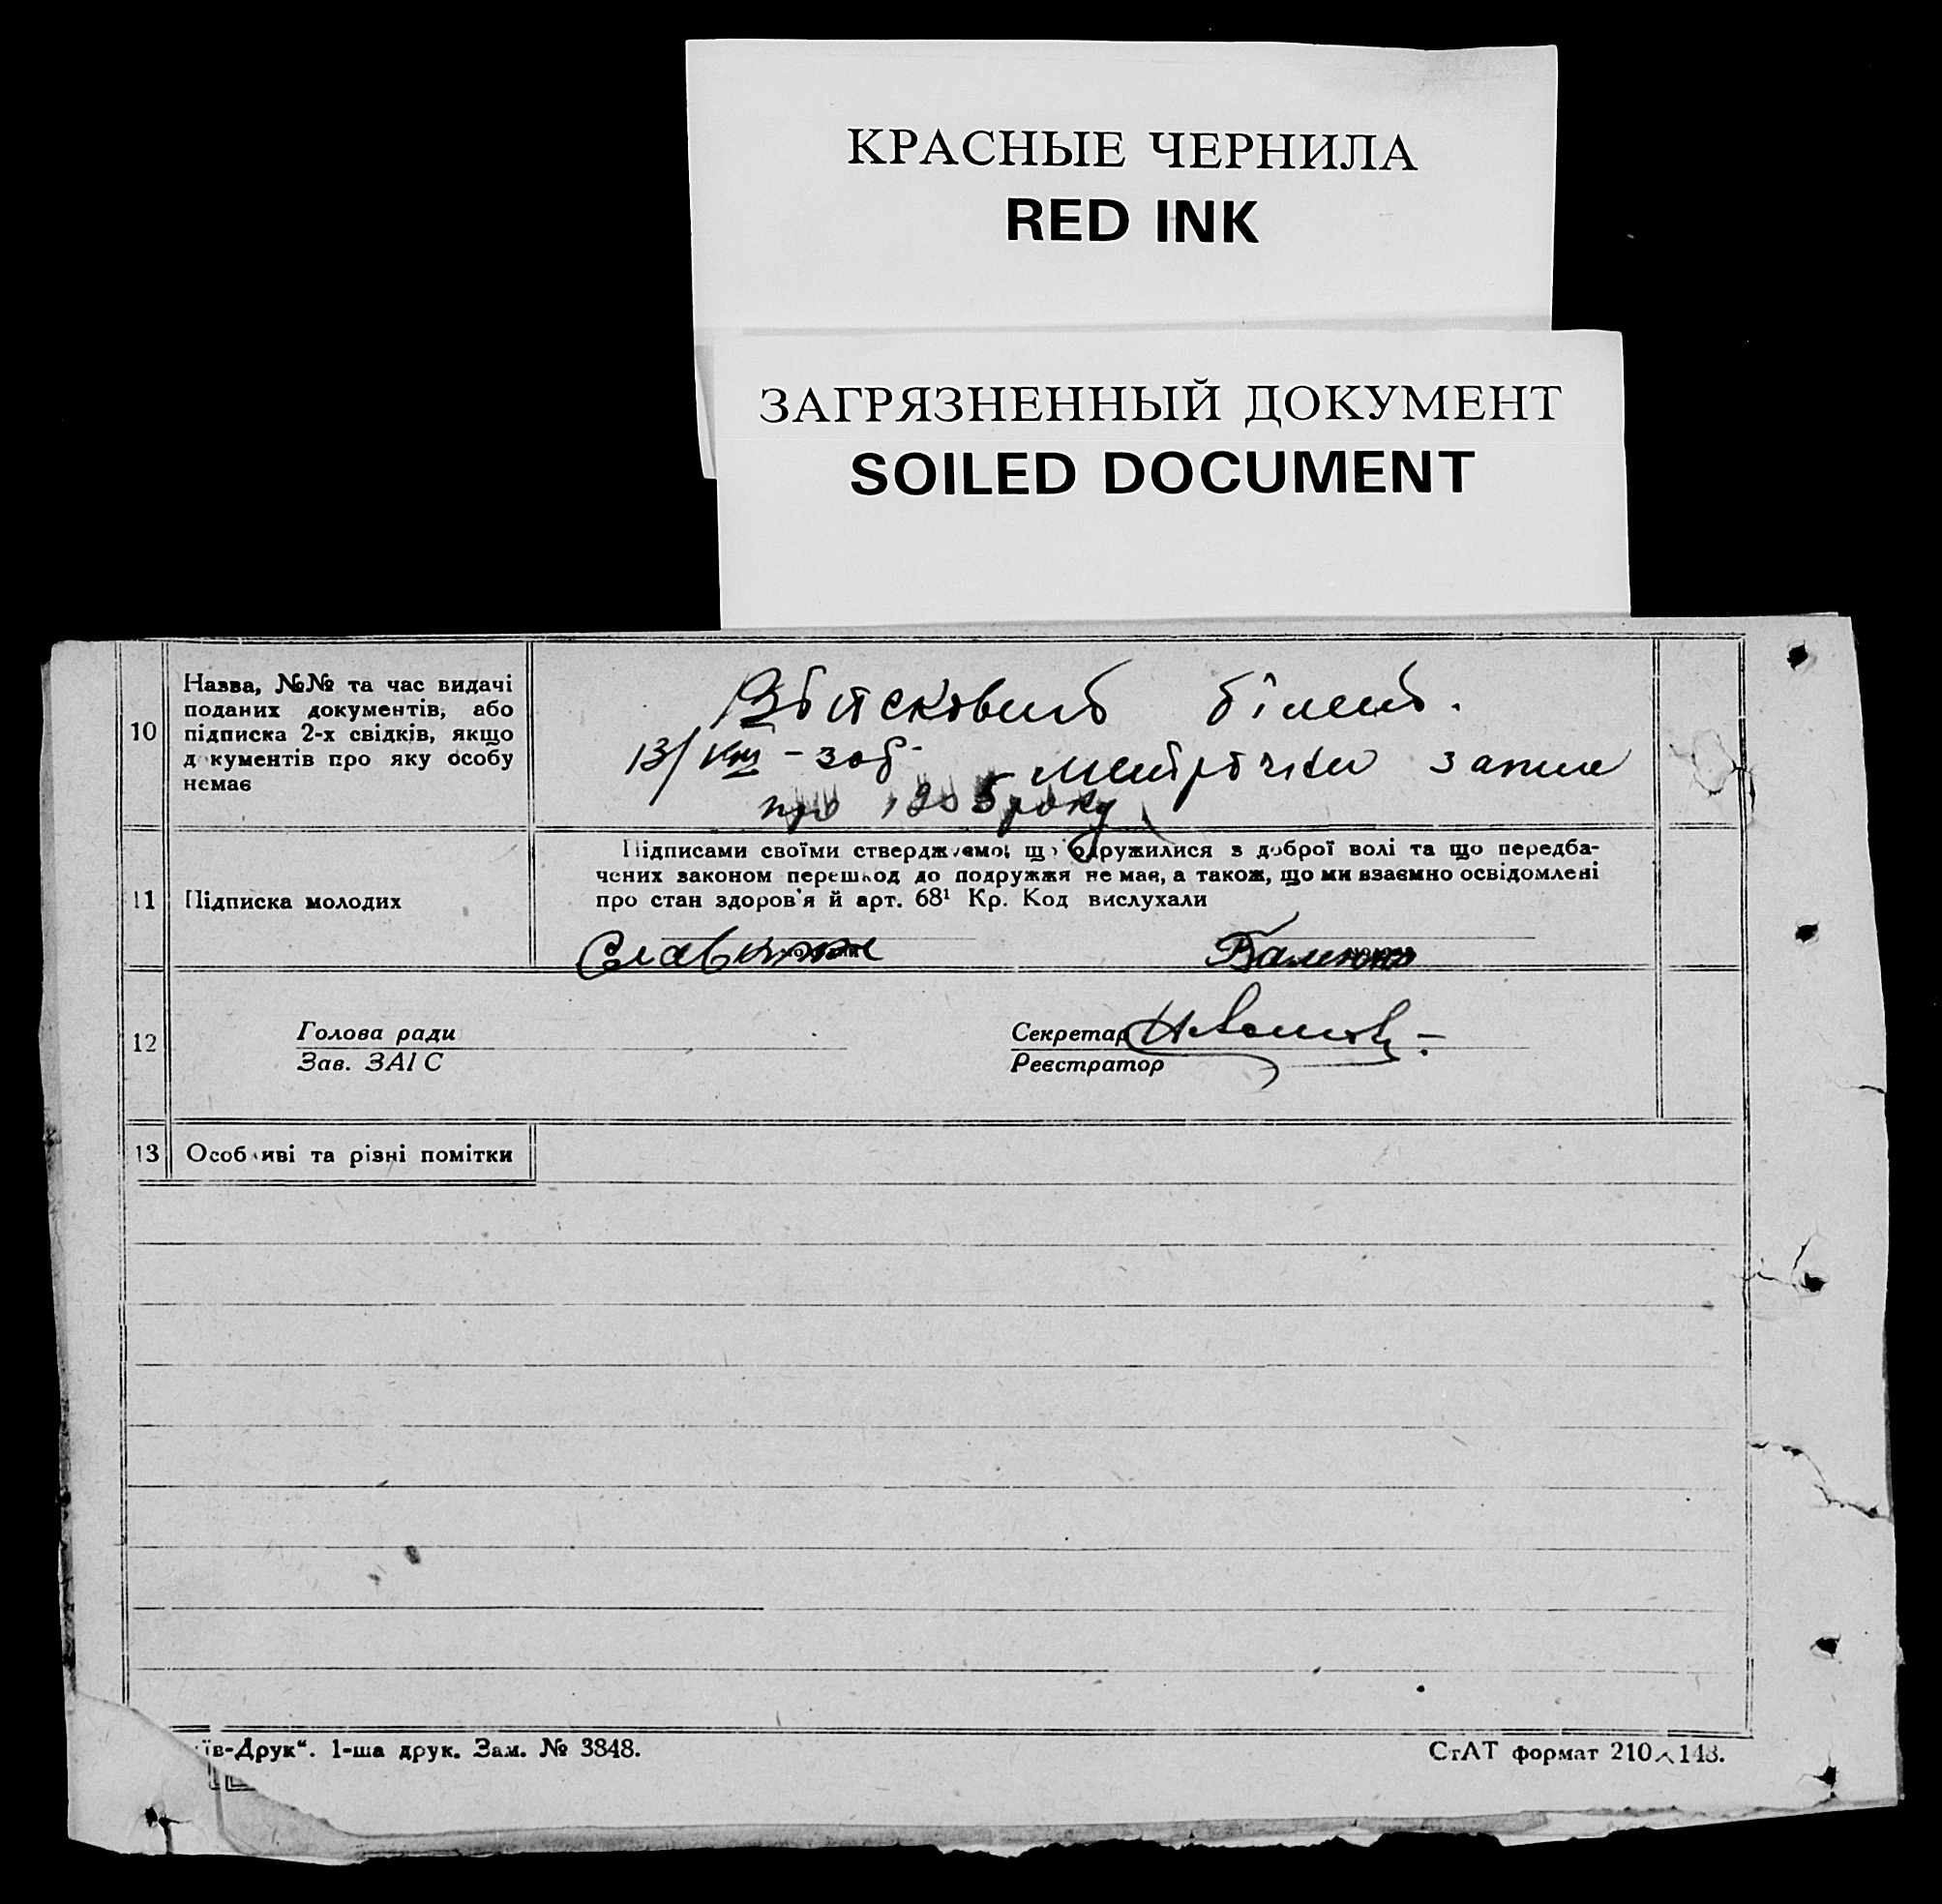 КРАСНЫЕ ЧЕРНИЛА
RED INK
ЗАГРЯЗНЕННЫЙ ДОКУМЕНТ
SOILED DOCUMENT
10
Назва, №№ та час видачі
поданих документів, або
підписка 2-х свідків, якщо
д кументів про яку особу
немає
білет.
13/VIII - 308
запис
про 1905 року
11
Підписка молодих
Підписами своїми стверджуємо, що одружилися з доброї волі та що передба-
чених законом перешкод до подружжя не має, а також, що ми взаємно освідомлені
про стан здоров'я й арт. 68¹ Кр. Код вислухали
12
Голова ради
Зав. ЗАГС
Секретар
Реєстратор
13
Особливі та різні помітки
їв-Друк“. 1-ша друк. Зам. № 3848.
СтАТ формат 210×148.